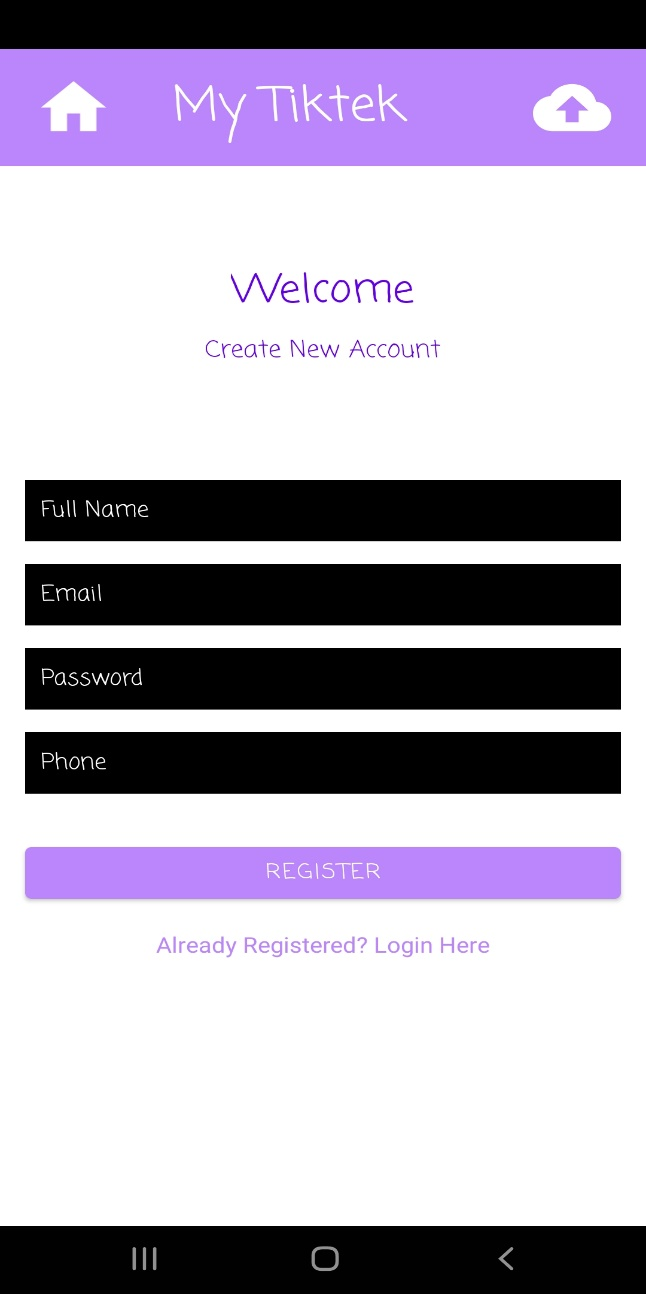 My Tiktek
Welcome
Create New Account
Full Name
Email
Password
Phone
REGISTER
Already Registered? Login Here